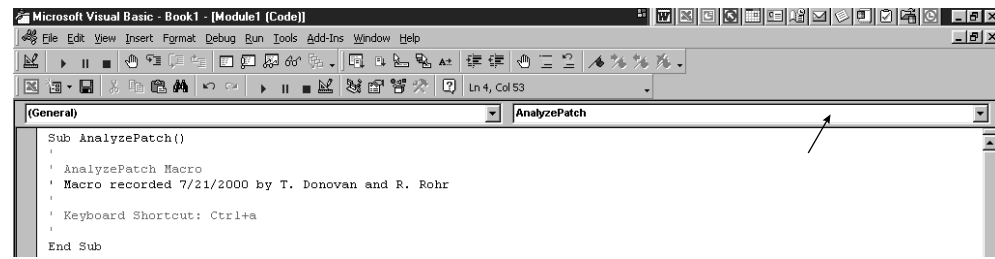 Microsoft Visual Basic - Book1 - [Module1 (Code)]
File Edit View Insert Format Debug Run Tools Add-Ins Window Help
Ln 4, Col 53
(General) AnalyzePatch
Sub AnalyzePatch()
'
' AnalyzePatch Macro
' Macro recorded 7/21/2000 by T. Donovan and R. Rohr
'
' Keyboard Shortcut: Ctrl+a
'
End Sub